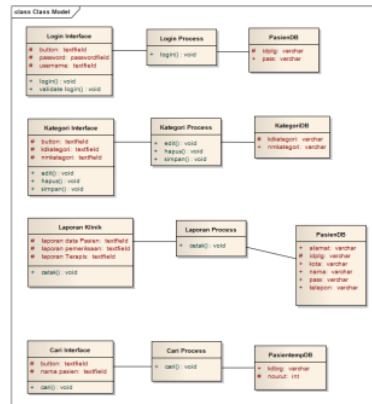 class Class Model
Login Interface
# button: textfield
# password: passwordfield
# username: textfield
+ login() : void
+ validate login() : void
Login Process
+ login() : void
PasienDB
# idplg: varchar
+ pass: varchar
Kategori Interface
# button: textfield
# kdkategori: textfield
# nmkategori: textfield
+ edit() : void
+ hapus() : void
+ simpan() : void
Kategori Process
+ edit() : void
+ hapus() : void
+ simpan() : void
KategoriDB
# kdkategori: varchar
+ nmkategori: varchar
Laporan Klinik
# laporan data Pasien: textfield
# laporan pemeriksaan: textfield
# laporan Terapis: textfield
+ cetak() : void
Laporan Process
+ cetak() : void
PasienDB
+ alamat: varchar
# idplg: varchar
+ kota: varchar
+ nama: varchar
+ pass: varchar
+ telepon: varchar
Cari Interface
# button: textfield
# nama pasien: textfield
+ cari() : void
Cari Process
+ cari() : void
PasientempDB
+ kdbrg: varchar
# nourut: int